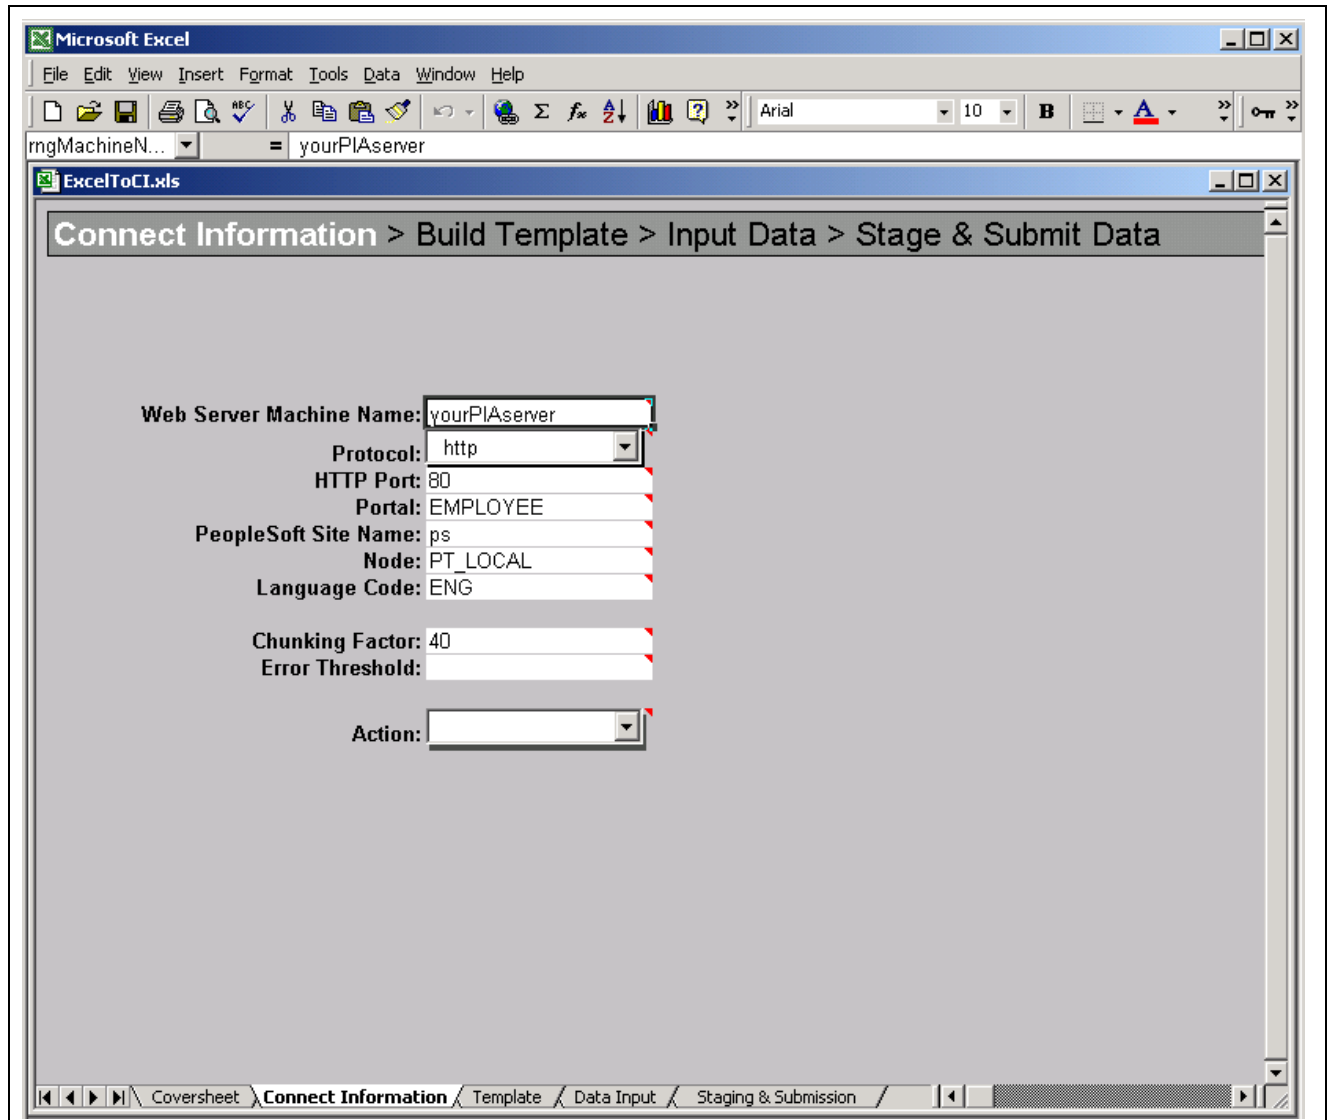 Microsoft Excel
File Edit View Insert Format Tools Data Window Help
Arial 10 B A
rngMachineN... = yourPIAserver
ExcelToCI.xls
Connect Information > Build Template > Input Data > Stage & Submit Data
Web Server Machine Name: yourPIAserver
Protocol: http
HTTP Port: 80
Portal: EMPLOYEE
PeopleSoft Site Name: ps
Node: PT_LOCAL
Language Code: ENG
Chunking Factor: 40
Error Threshold:
Action:
Coversheet Connect Information Template Data Input Staging & Submission